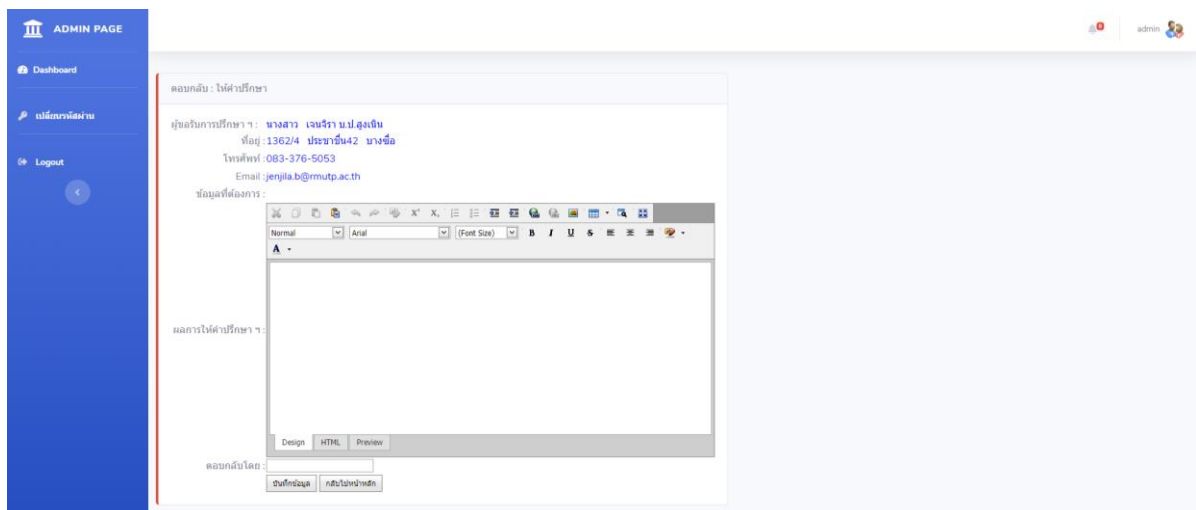 ADMIN PAGE
0
admin
Dashboard
เปลี่ยนรหัสผ่าน
Logout
ตอบกลับ : ให้คำปรึกษา
ผู้ขอรับการปรึกษา ฯ : นางสาว เจนจิรา บ.ป.สูงเนิน
ที่อยู่ : 1362/4 ประชาชื่น42 บางซื่อ
โทรศัพท์ : 083-376-5053
Email : jenjila.b@rmutp.ac.th
ข้อมูลที่ต้องการ :
Normal Arial (Font Size) B I U S
A
ผลการให้คำปรึกษา ฯ :
Design HTML Preview
ตอบกลับโดย :
บันทึกข้อมูล กลับไปหน้าหลัก